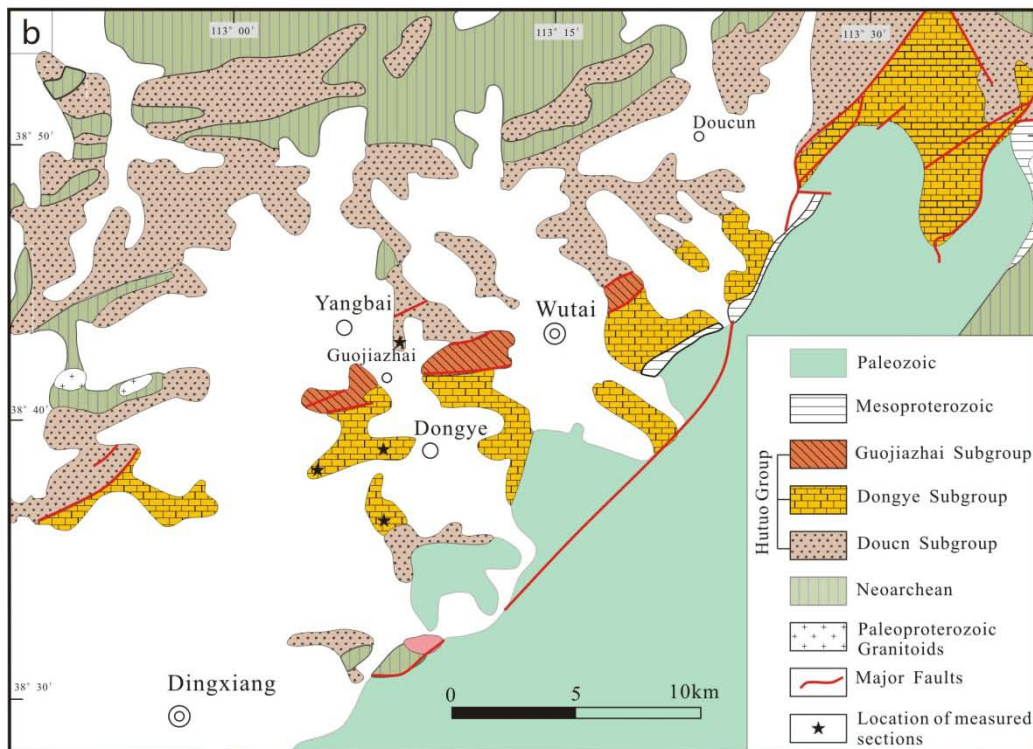 b
113° 00'
113° 15'
113° 30'
38° 50'
Doucun
Yangbai
Wutai
Guojiazhai
38° 40'
Dongye
38° 30'
Dingxiang
0 5 10km
Paleozoic
Mesoproterozoic
Hutuo Group
Guojiazhai Subgroup
Dongye Subgroup
Doucn Subgroup
Neoarchean
Paleoproterozoic
Granitoids
Major Faults
Location of measured
sections